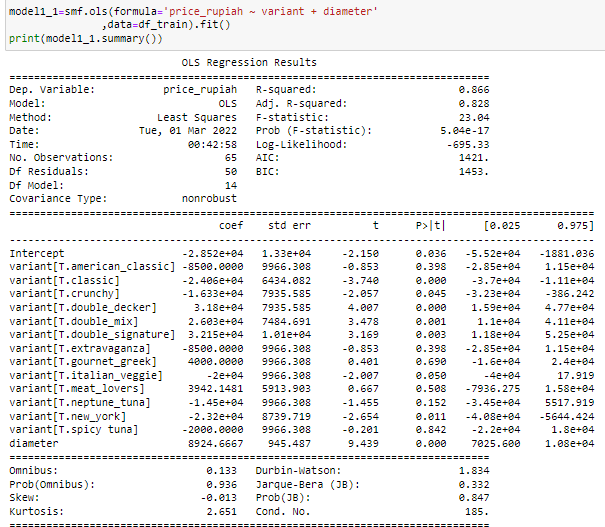 model1_1=smf.ols(formula='price_rupiah ~ variant + diameter'
,data=df_train).fit()
print(model1_1.summary())
OLS Regression Results
==============================================================================
Dep. Variable: price_rupiah R-squared: 0.866
Model: OLS Adj. R-squared: 0.828
Method: Least Squares F-statistic: 23.04
Date: Tue, 01 Mar 2022 Prob (F-statistic): 5.04e-17
Time: 00:42:58 Log-Likelihood: -695.33
No. Observations: 65 AIC: 1421.
Df Residuals: 50 BIC: 1453.
Df Model: 14
Covariance Type: nonrobust
==============================================================================
coef std err t P>|t| [0.025 0.975]
------------------------------------------------------------------------------
Intercept -2.852e+04 1.33e+04 -2.150 0.036 -5.52e+04 -1881.036
variant[T.american_classic] -8500.0000 9966.308 -0.853 0.398 -2.85e+04 1.15e+04
variant[T.classic] -2.406e+04 6434.082 -3.740 0.000 -3.7e+04 -1.11e+04
variant[T.crunchy] -1.633e+04 7935.585 -2.057 0.045 -3.23e+04 -386.242
variant[T.double_decker] 3.18e+04 7935.585 4.007 0.000 1.59e+04 4.77e+04
variant[T.double_mix] 2.603e+04 7484.691 3.478 0.001 1.1e+04 4.11e+04
variant[T.double_signature] 3.215e+04 1.01e+04 3.169 0.003 1.18e+04 5.25e+04
variant[T.extravaganza] -8500.0000 9966.308 -0.853 0.398 -2.85e+04 1.15e+04
variant[T.gourmet_greek] 4000.0000 9966.308 0.401 0.690 -1.6e+04 2.4e+04
variant[T.italian_veggie] -2e+04 9966.308 -2.007 0.050 -4e+04 17.919
variant[T.meat_lovers] 3942.1481 5913.903 0.667 0.508 -7936.275 1.58e+04
variant[T.neptune_tuna] -1.45e+04 9966.308 -1.455 0.152 -3.45e+04 5517.919
variant[T.new_york] -2.32e+04 8739.719 -2.654 0.011 -4.08e+04 -5644.424
variant[T.spicy tuna] -2000.0000 9966.308 -0.201 0.842 -2.2e+04 1.8e+04
diameter 8924.6667 945.487 9.439 0.000 7025.600 1.08e+04
==============================================================================
Omnibus: 0.133 Durbin-Watson: 1.834
Prob(Omnibus): 0.936 Jarque-Bera (JB): 0.332
Skew: -0.013 Prob(JB): 0.847
Kurtosis: 2.651 Cond. No. 185.
==============================================================================